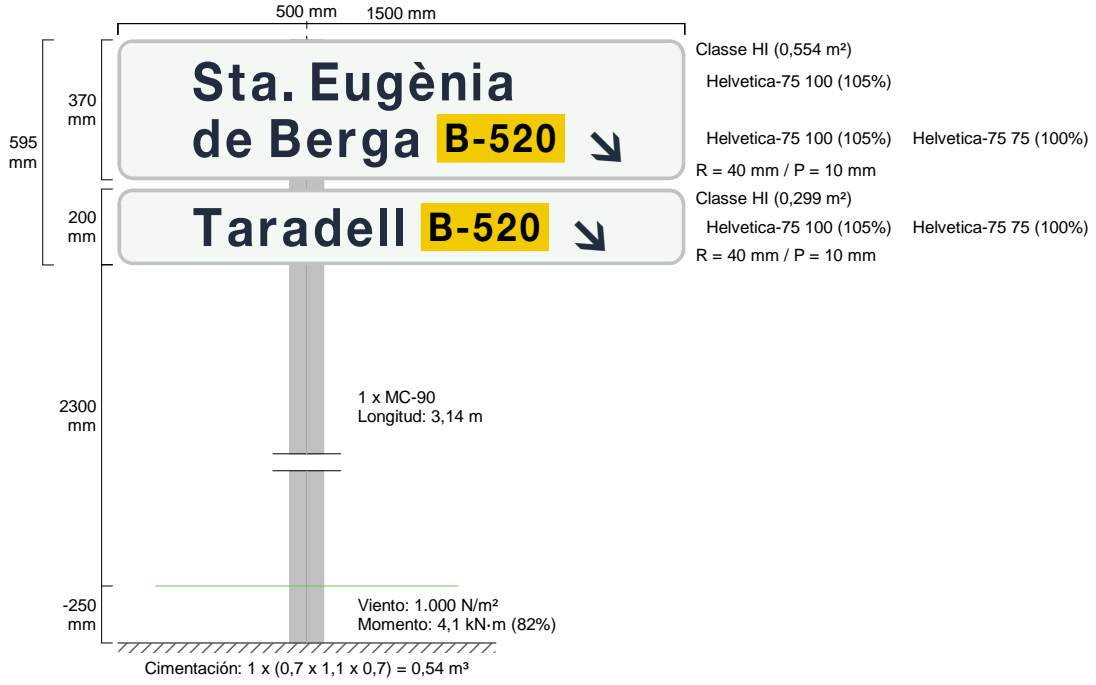 500 mm 1500 mm
Classe HI (0,554 m²)
Sta. Eugènia
Helvetica-75 100 (105%)
370
mm
595
mm
de Berga B-520
Helvetica-75 100 (105%) Helvetica-75 75 (100%)
R = 40 mm / P = 10 mm
Classe HI (0,299 m²)
200
mm
Taradell B-520
Helvetica-75 100 (105%) Helvetica-75 75 (100%)
R = 40 mm / P = 10 mm
2300
mm
1 x MC-90
Longitud: 3,14 m
-250
mm
Viento: 1.000 N/m²
Momento: 4,1 kN·m (82%)
Cimentación: 1 x (0,7 x 1,1 x 0,7) = 0,54 m³